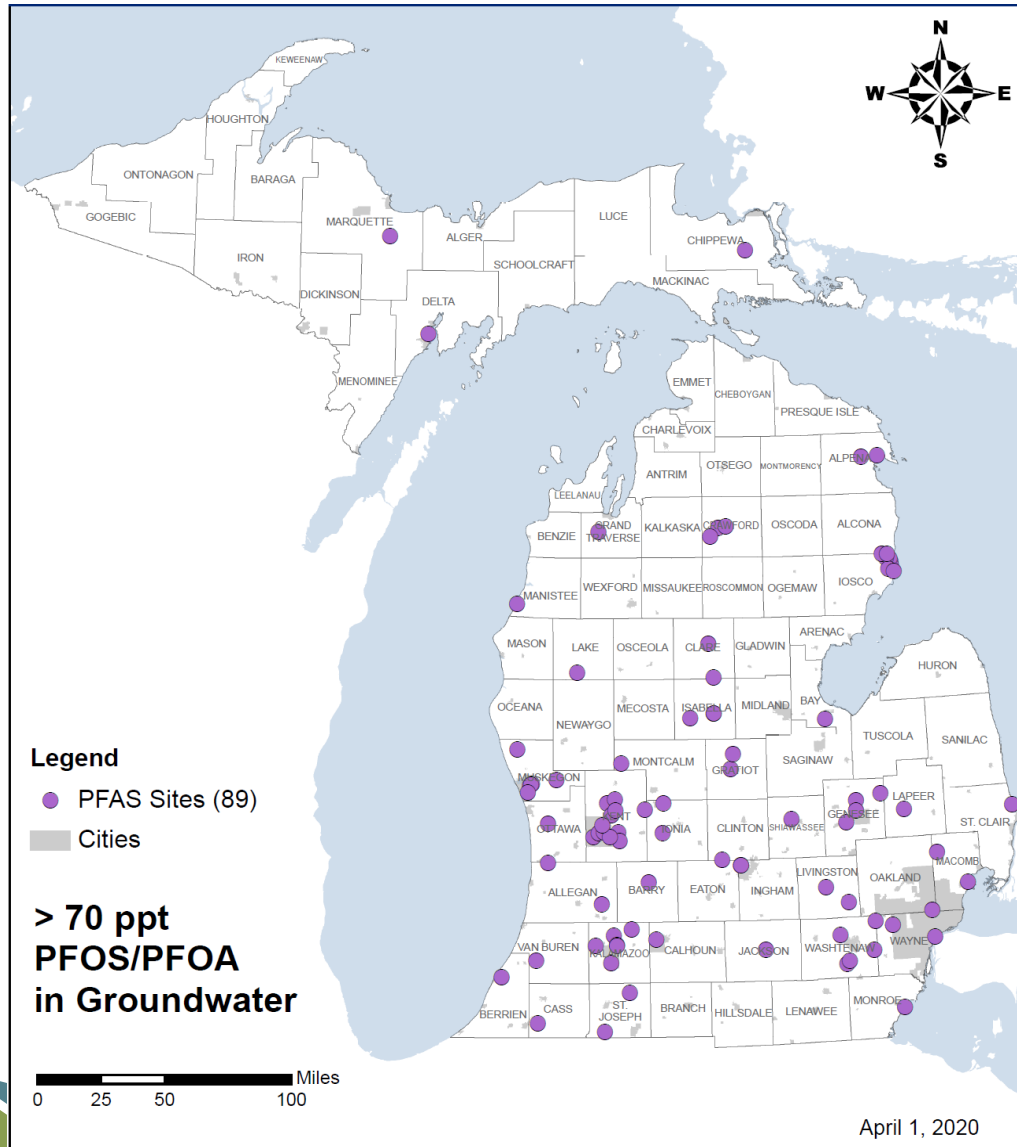 N
KEWEENAW
W
E
HOUGHTON
S
ONTONAGON
BARAGA
GOGEBIC
MARQUETTE
LUCE
ALGER
CHIPPEWA
IRON
SCHOOLCRAFT
MACKINAC
DICKINSON
DELTA
MENOMINEE
EMMET
CHEBOYGAN
PRESQUE ISLE
CHARLEVOIX
ANTRIM
OTSEGO
MONTMORENCY
ALPENA
LEELANAU
BENZIE
GRAND
TRAVERSE
KALKASKA
CRAWFORD
OSCODA
ALCONA
MANISTEE
WEXFORD
MISSAUKEE
ROSCOMMON
OGEMAW
IOSCO
MASON
LAKE
OSCEOLA
CLARE
GLADWIN
ARENAC
HURON
OCEANA
NEWAYGO
MECOSTA
ISABELLA
MIDLAND
BAY
TUSCOLA
SANILAC
Legend
PFAS Sites (89)
Cities
MUSKEGON
MONTCALM
GRATIOT
SAGINAW
LAPEER
GENESEE
ST. CLAIR
OTTAWA
KENT
IONIA
CLINTON
SHIAWASSEE
MACOMB
OAKLAND
LIVINGSTON
ALLEGAN
BARRY
EATON
INGHAM
> 70 ppt
PFOS/PFOA
in Groundwater
VAN BUREN
KALAMAZOO
CALHOUN
JACKSON
WASHTENAW
WAYNE
BERRIEN
CASS
ST.
JOSEPH
BRANCH
HILLSDALE
LENAWEE
MONROE
Miles
0 25 50 100
April 1, 2020